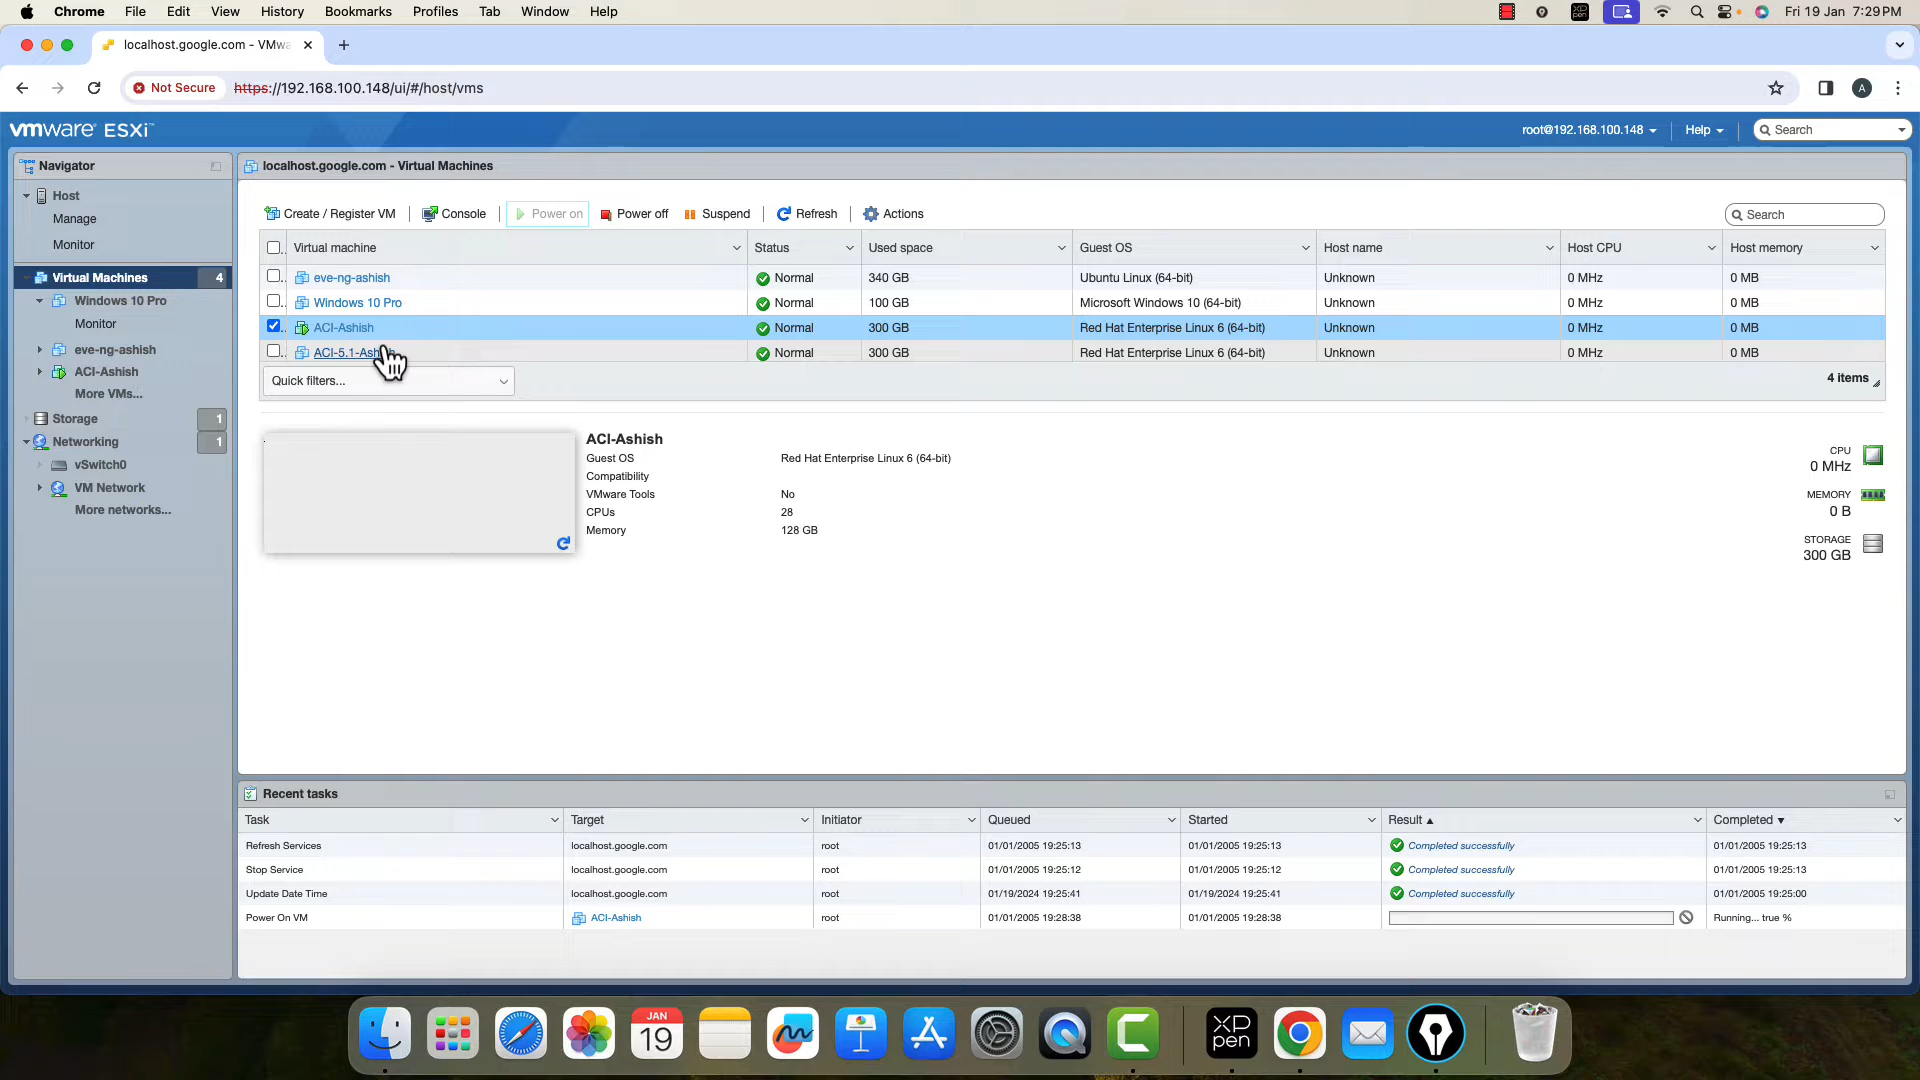 Chrome File Edit View History Bookmarks Profiles Tab Window Help
XP pen
Fri 19 Jan 7:29 PM
localhost.google.com - VMwa
Not Secure https://192.168.100.148/ui/#/host/vms
A
vmware ESXi™
root@192.168.100.148 Help Search
Navigator
Host
Manage
Monitor
Virtual Machines 4
Windows 10 Pro
Monitor
eve-ng-ashish
ACI-Ashish
More VMs...
Storage 1
Networking 1
vSwitch0
VM Network
More networks...
localhost.google.com - Virtual Machines
Create / Register VM Console Power on Power off Suspend Refresh Actions Search
Virtual machine Status Used space Guest OS Host name Host CPU Host memory
eve-ng-ashish Normal 340 GB Ubuntu Linux (64-bit) Unknown 0 MHz 0 MB
Windows 10 Pro Normal 100 GB Microsoft Windows 10 (64-bit) Unknown 0 MHz 0 MB
ACI-Ashish Normal 300 GB Red Hat Enterprise Linux 6 (64-bit) Unknown 0 MHz 0 MB
ACI-5.1-Ashish Normal 300 GB Red Hat Enterprise Linux 6 (64-bit) Unknown 0 MHz 0 MB
Quick filters... 4 items
ACI-Ashish
Guest OS Red Hat Enterprise Linux 6 (64-bit)
Compatibility
VMware Tools No
CPUs 28
Memory 128 GB
CPU
0 MHz
MEMORY
0 B
STORAGE
300 GB
Recent tasks
Task Target Initiator Queued Started Result Completed
Refresh Services localhost.google.com root 01/01/2005 19:25:13 01/01/2005 19:25:13 Completed successfully 01/01/2005 19:25:13
Stop Service localhost.google.com root 01/01/2005 19:25:12 01/01/2005 19:25:12 Completed successfully 01/01/2005 19:25:13
Update Date Time localhost.google.com root 01/19/2024 19:25:41 01/19/2024 19:25:41 Completed successfully 01/01/2005 19:25:00
Power On VM ACI-Ashish root 01/01/2005 19:28:38 01/01/2005 19:28:38 Running... true %
JAN
19
XP
pen